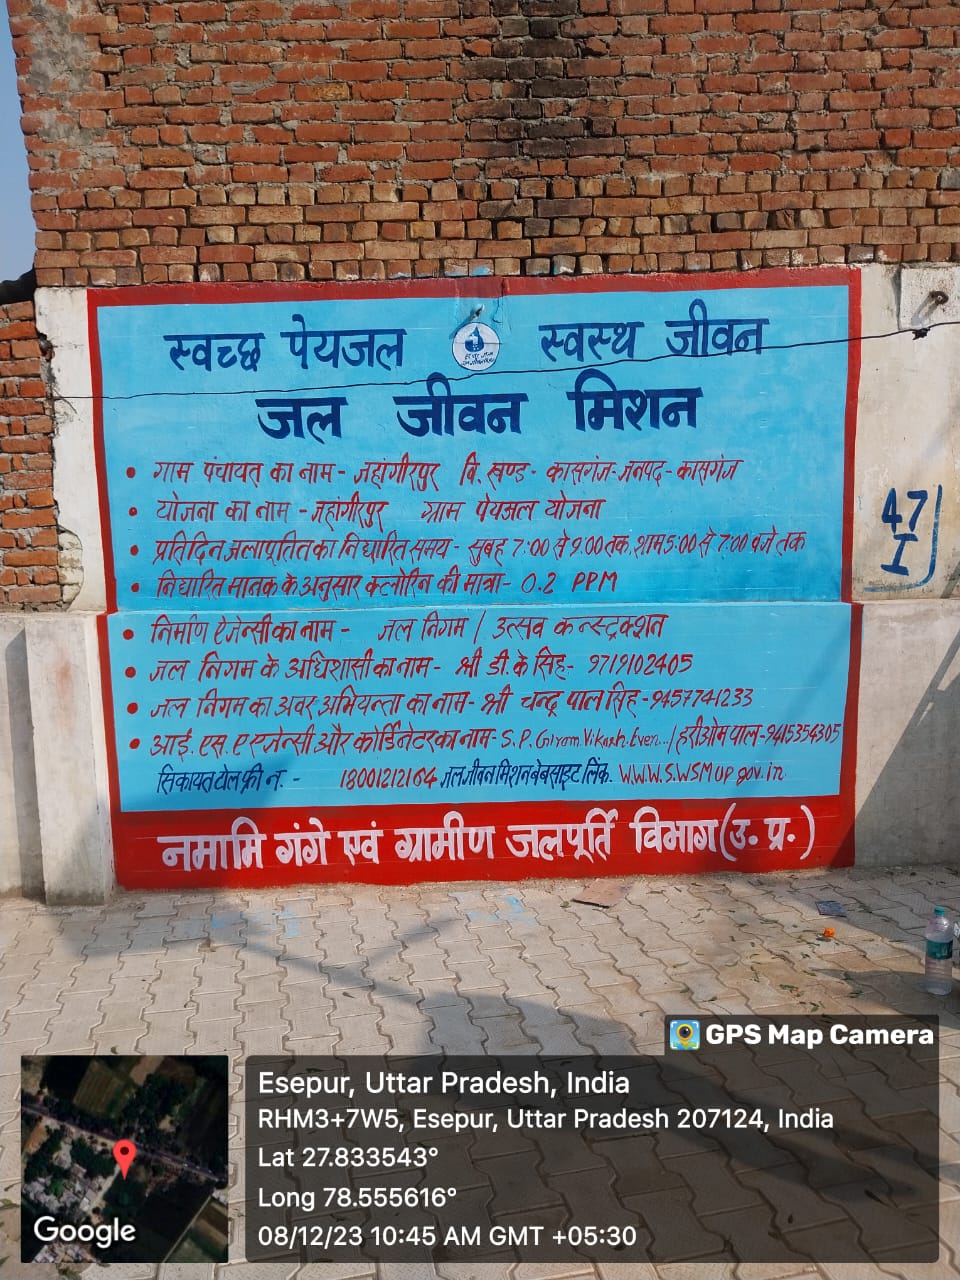 स्वच्छ पेयजल स्वस्थ जीवन
जल जीवन मिशन
• गाम पंचायत का नाम - जहांगीरपुर वि. खण्ड - कासगंज-जनपद - कासगंज
• योजना का नाम - जहांगीरपुर ग्राम पेयजल योजना
• प्रतिदिन जलापूर्तित का निर्धारित समय - सुबह 7:00 से 9:00 तक शाम 5:00 से 7:00 वजे तक
• निर्धारित मानक के अनुसार क्लोरिन की मात्रा - 0.2 PPM
• निर्माण ऐजेन्सी का नाम - जल निगम / उत्सव कन्स्ट्रक्शन
• जल निगम के अधिशासी का नाम - श्री डी. के सिह - 9719102405
• जल निगम का अवर अभियन्ता का नाम - श्री चन्द्र पाल सिह - 9457741233
• आई. एस. ए एजेन्सी और कोर्डिनेटर का नाम - S.P. Giram Vikash Even.. / हरीओम पाल - 9415354305
सिकायत टोल फ्री न. - 18001212164 जल जीवन मिशन बेबसाइट लिंक. WWW.SWSMUP.gov.in
नमामि गंगे एवं ग्रामीण जलपूर्ति विभाग (उ. प्र.)
47
I
GPS Map Camera
Esepur, Uttar Pradesh, India
RHM3+7W5, Esepur, Uttar Pradesh 207124, India
Lat 27.833543°
Long 78.555616°
08/12/23 10:45 AM GMT +05:30
Google